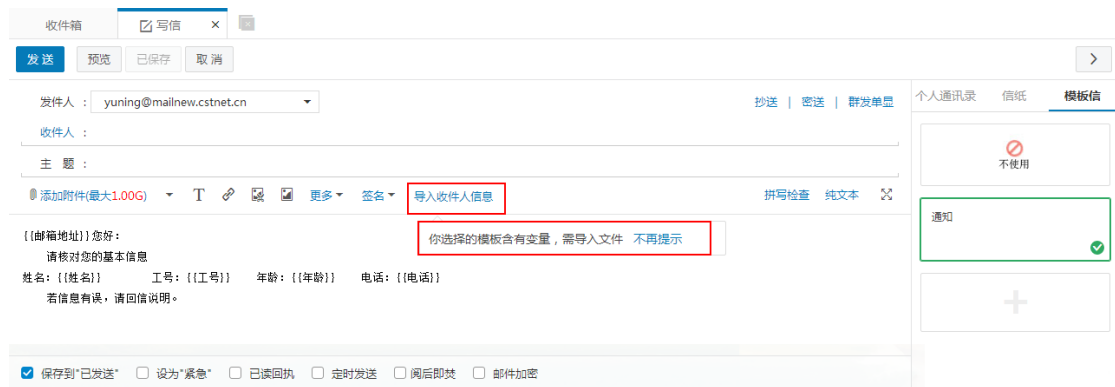 收件箱 写信 ×
发 送 预览 已保存 取 消
发件人 ： yuning@mailnew.cstnet.cn 抄送 | 密送 | 群发单显
收件人 ：
主 题 ：
添加附件(最大1.00G) T 更多 签名 导入收件人信息 拼写检查 纯文本
你选择的模板含有变量，需导入文件 不再提示
{{邮箱地址}}您好：
请核对您的基本信息
姓名：{{姓名}} 工号：{{工号}} 年龄：{{年龄}} 电话：{{电话}}
若信息有误，请回信说明。
保存到"已发送" 设为"紧急" 已读回执 定时发送 阅后即焚 邮件加密
个人通讯录 信纸 模板信
不使用
通知